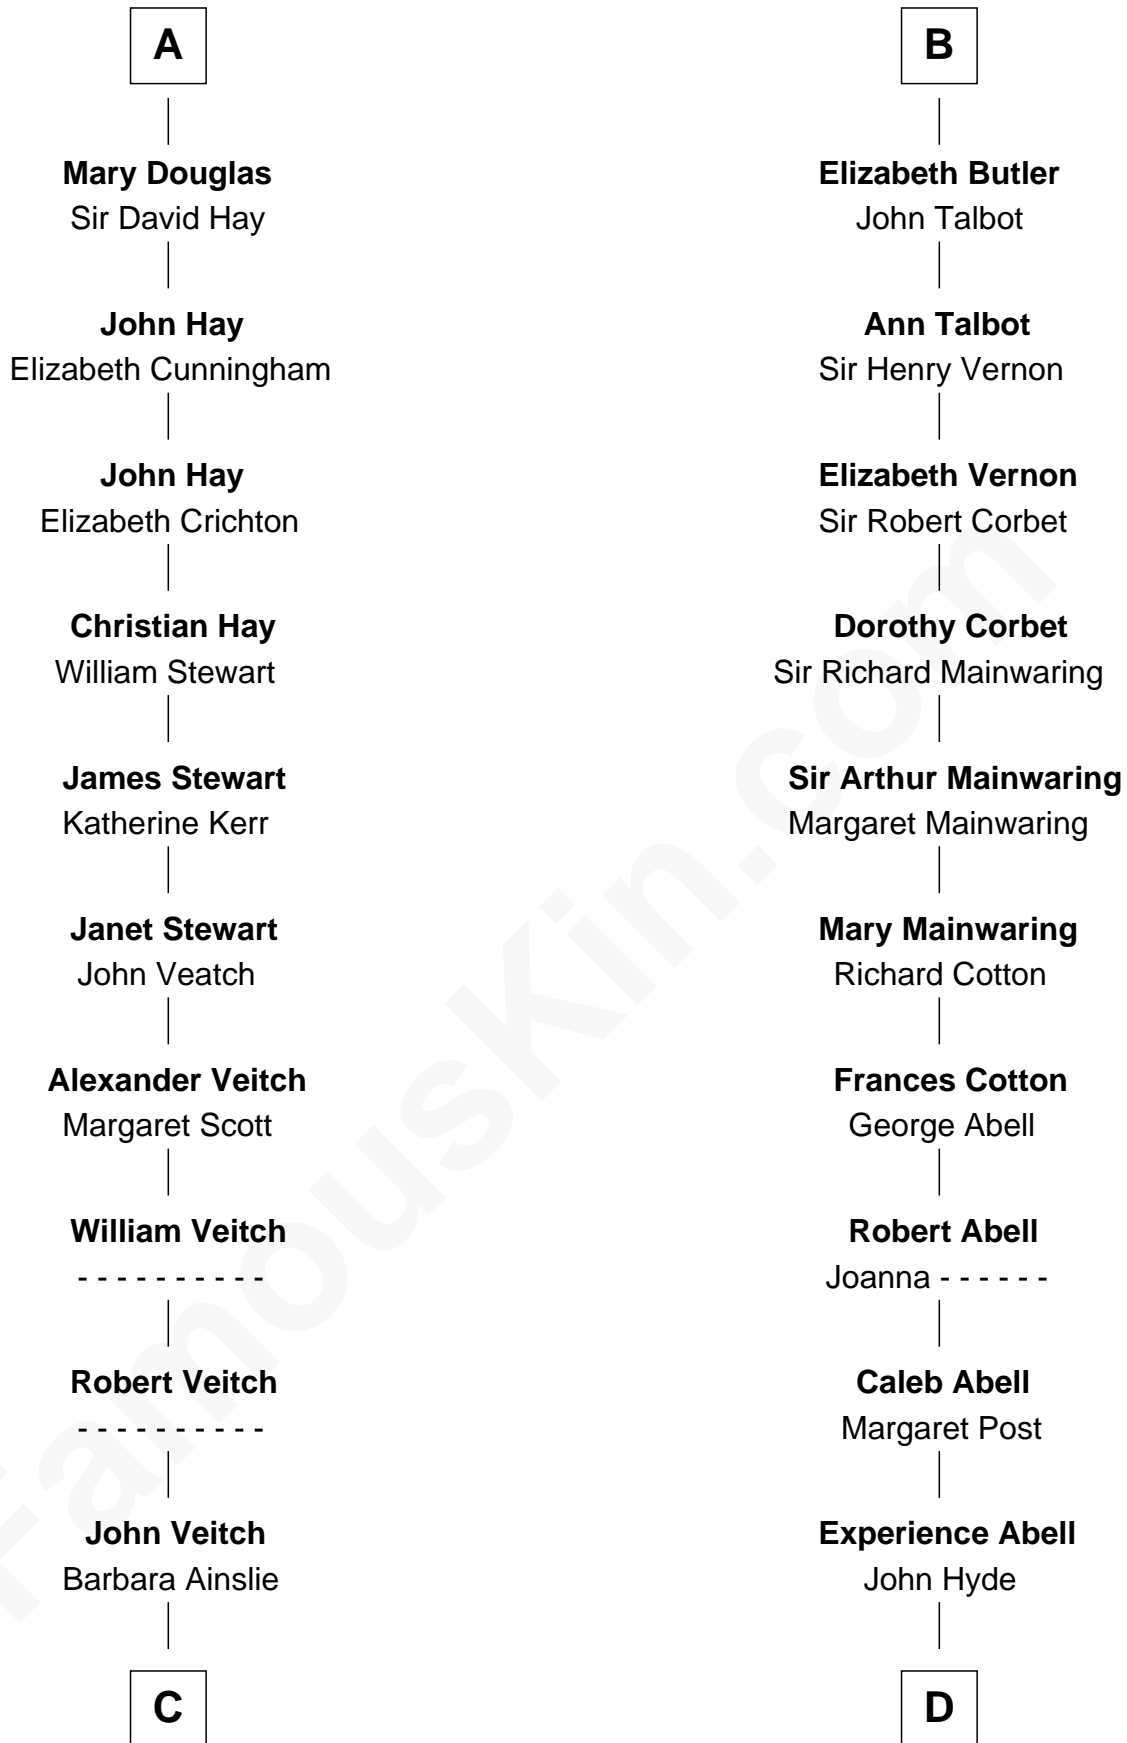 A
Mary Douglas
Sir David Hay
John Hay
Elizabeth Cunningham
John Hay
Elizabeth Crichton
Christian Hay
William Stewart
James Stewart
Katherine Kerr
Janet Stewart
John Veatch
Alexander Veitch
Margaret Scott
William Veitch
- - - - - - - - - -
Robert Veitch
- - - - - - - - - -
John Veitch
Barbara Ainslie
C
B
Elizabeth Butler
John Talbot
Ann Talbot
Sir Henry Vernon
Elizabeth Vernon
Sir Robert Corbet
Dorothy Corbet
Sir Richard Mainwaring
Sir Arthur Mainwaring
Margaret Mainwaring
Mary Mainwaring
Richard Cotton
Frances Cotton
George Abell
Robert Abell
Joanna - - - - - -
Caleb Abell
Margaret Post
Experience Abell
John Hyde
D
FamousKin.com